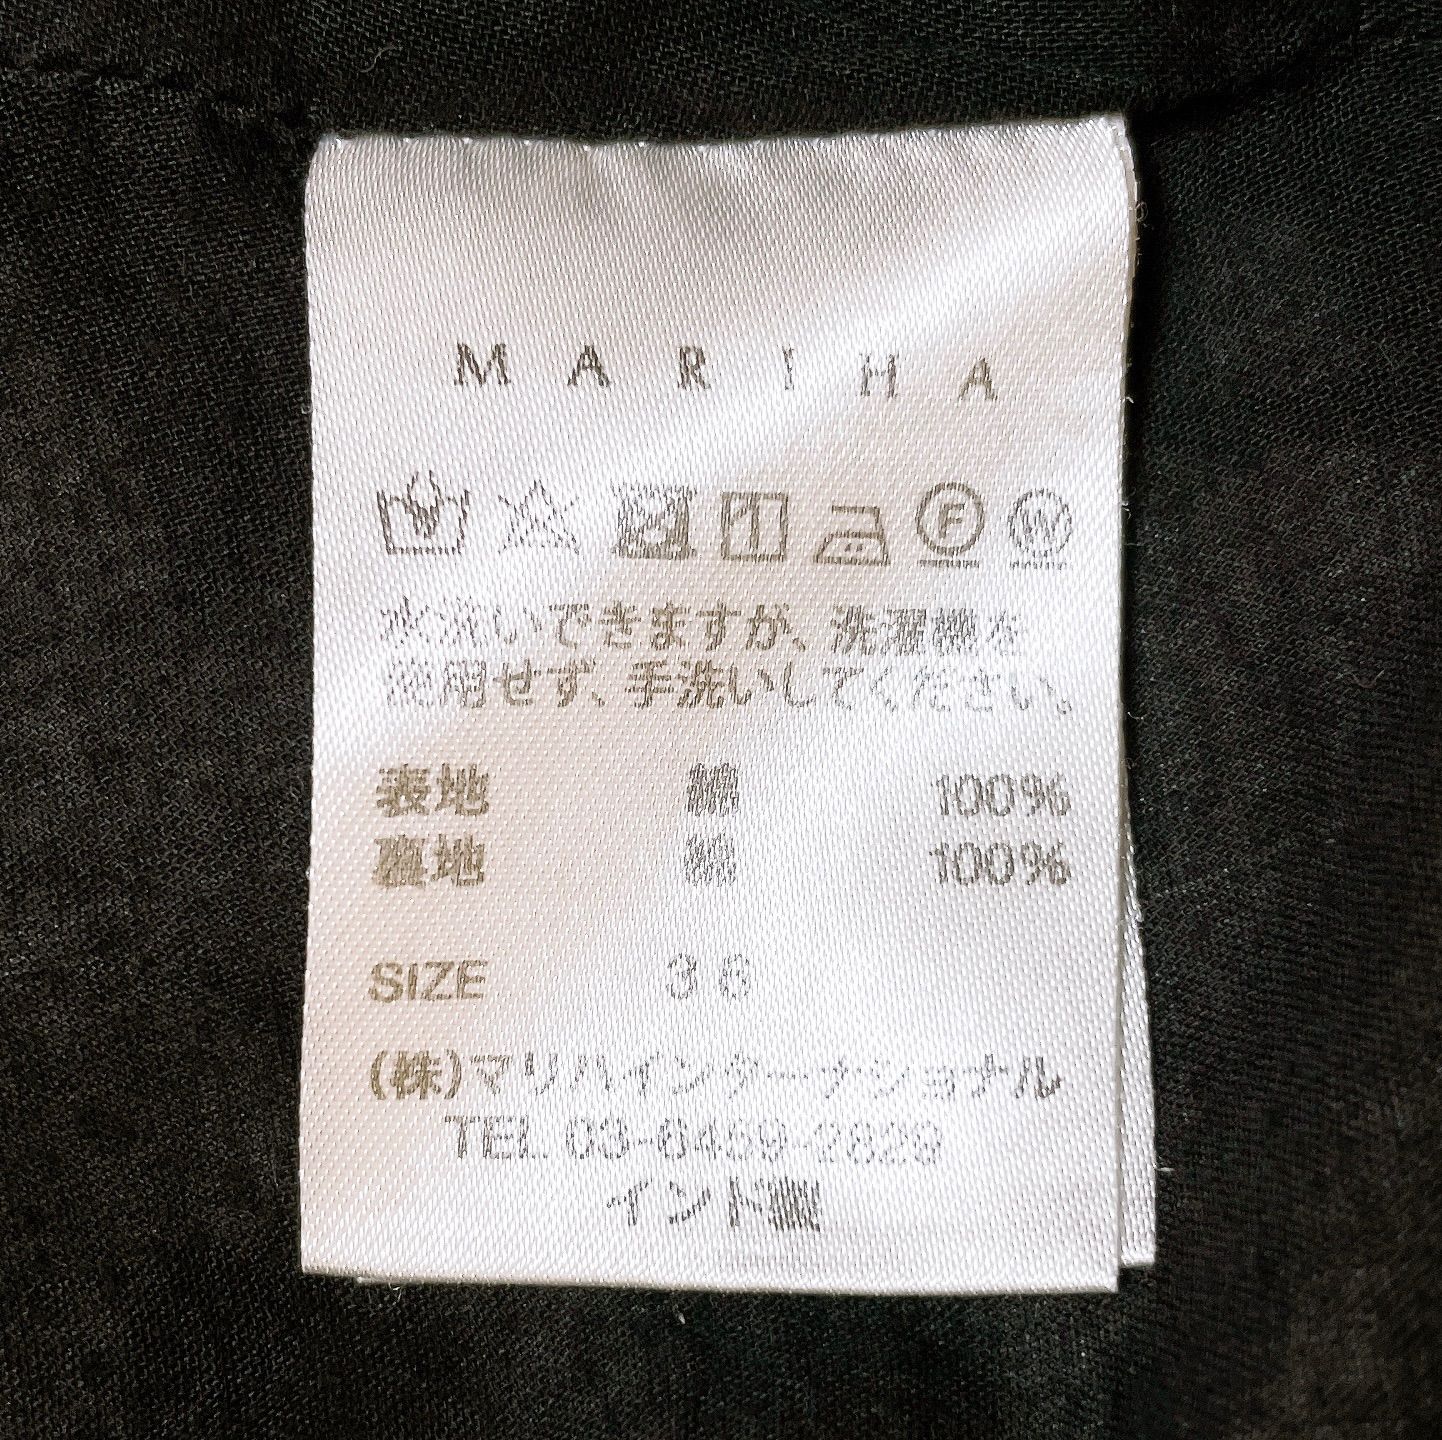 MARIHA
F W
水洗いできますが、洗濯機を
使用せず、手洗いしてください。
表地 綿 100%
裏地 綿 100%
SIZE 36
(株)マリハインターナショナル
TEL 03-6459-2829
インド製